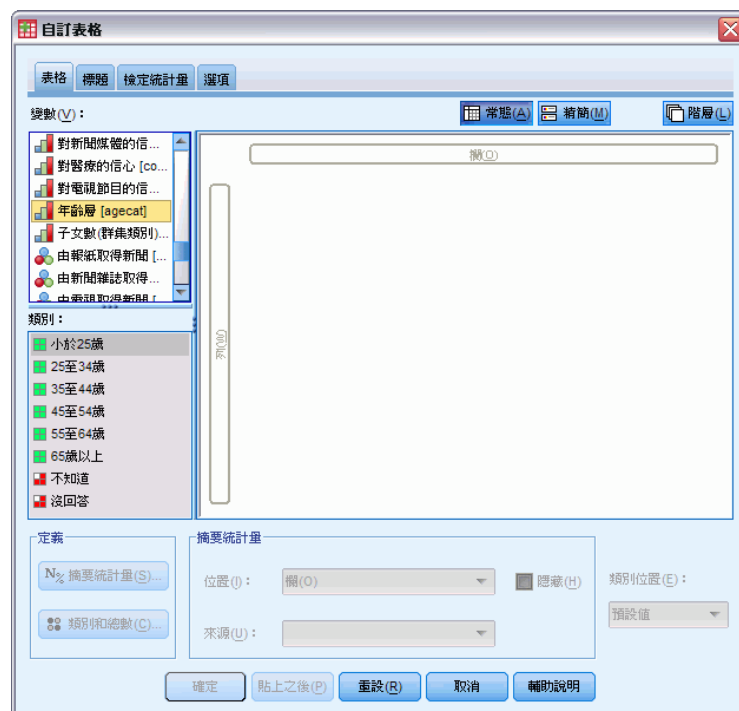 自訂表格
表格 標題 檢定統計量 選項
變數(V)： 常態(A) 精簡(M) 階層(L)
對新聞媒體的信...
對醫療的信心 [co...
對電視節目的信...
年齡層 [agecat]
子女數(群集類別)...
由報紙取得新聞 [...
由新聞雜誌取得...
由電視取得新聞 [
欄(O)
列(W)
類別：
小於25歲
25至34歲
35至44歲
45至54歲
55至64歲
65歲以上
不知道
沒回答
定義
N% 摘要統計量(S)...
類別和總數(C)...
摘要統計量
位置(I)： 欄(O) 隱藏(H)
來源(U)：
類別位置(E)：
預設值
確定 貼上之後(P) 重設(R) 取消 輔助說明